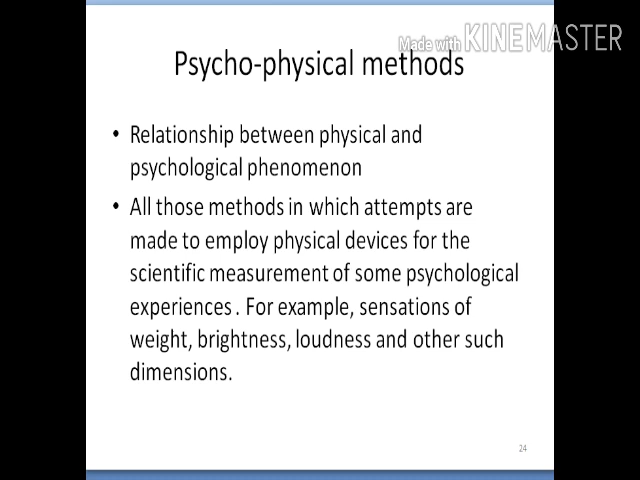 Made with KINEMASTER
Psycho-physical methods
• Relationship between physical and
psychological phenomenon
• All those methods in which attempts are
made to employ physical devices for the
scientific measurement of some psychological
experiences . For example, sensations of
weight, brightness, loudness and other such
dimensions.
24